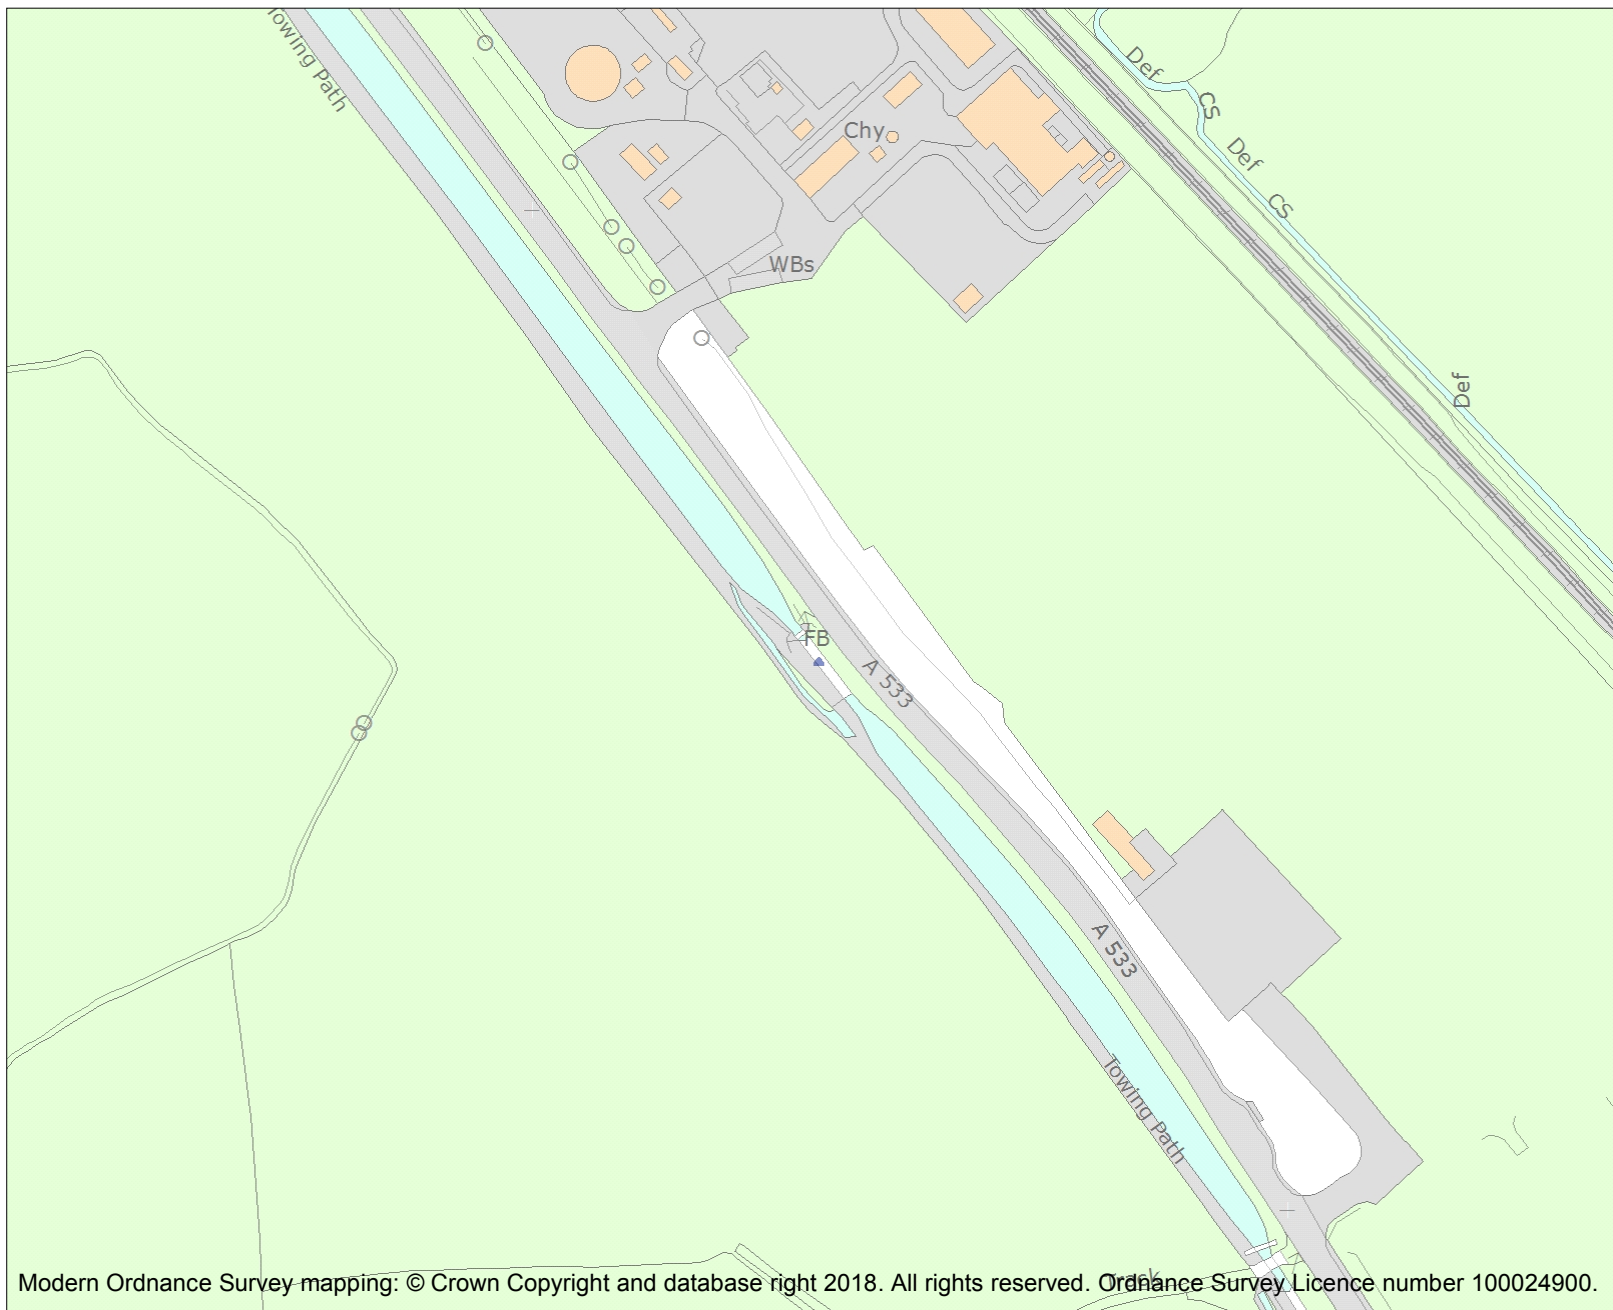 Towing Path
Def
CS
Def
CS
Chy
WBs
Def
FB
A 533
A 533
Towing Path
Track
Modern Ordnance Survey mapping: © Crown Copyright and database right 2018. All rights reserved. Ordnance Survey Licence number 100024900.